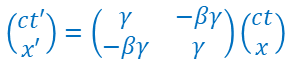 (ct′ x′) = (γ −βγ −βγ γ) (ct x)